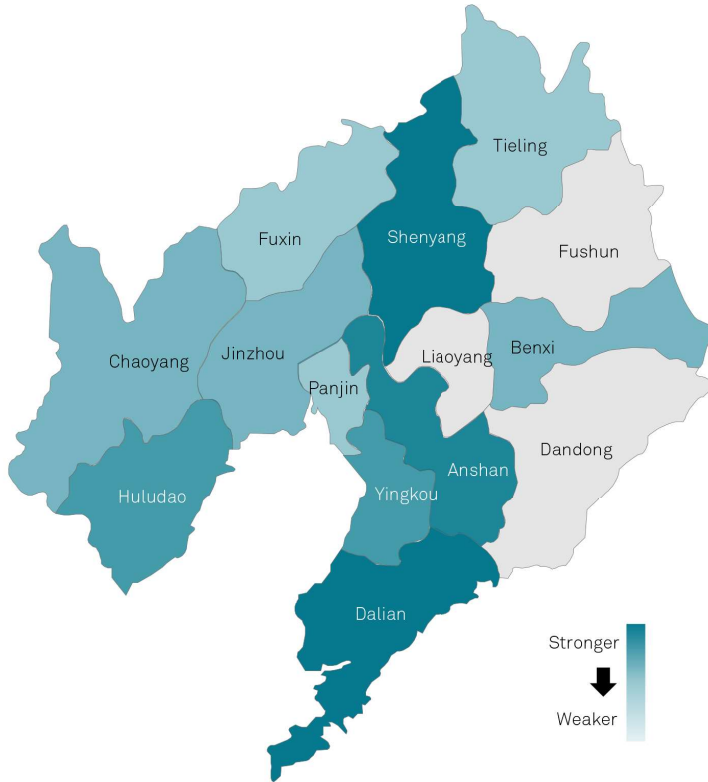 Tieling
Fuxin
Shenyang
Fushun
Chaoyang
Jinzhou
Liaoyang
Benxi
Panjin
Dandong
Anshan
Huludao
Yingkou
Dalian
Stronger
Weaker